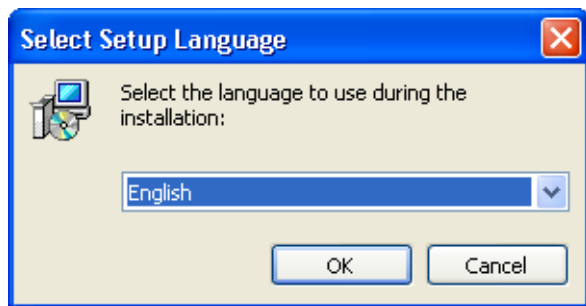 Select Setup Language
Select the language to use during the
installation:
English
OK
Cancel